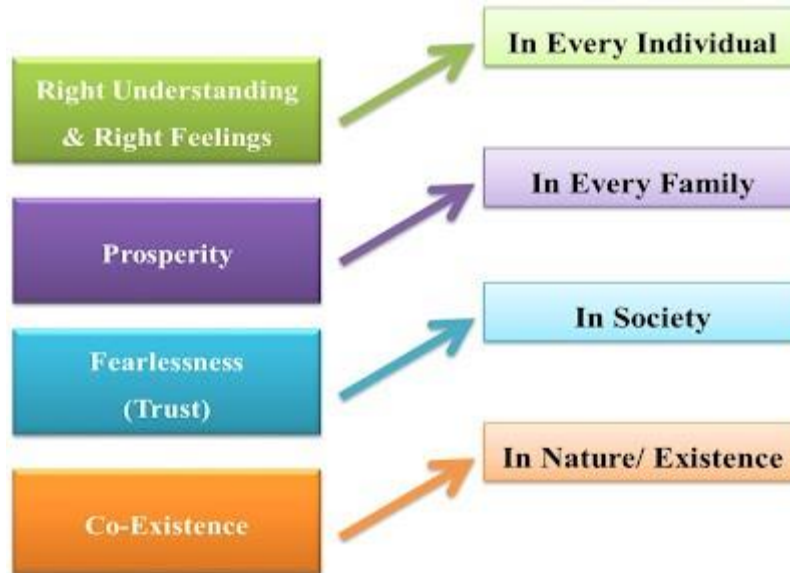 Right Understanding
& Right Feelings
In Every Individual
Prosperity
In Every Family
Fearlessness
(Trust)
In Society
Co-Existence
In Nature/ Existence